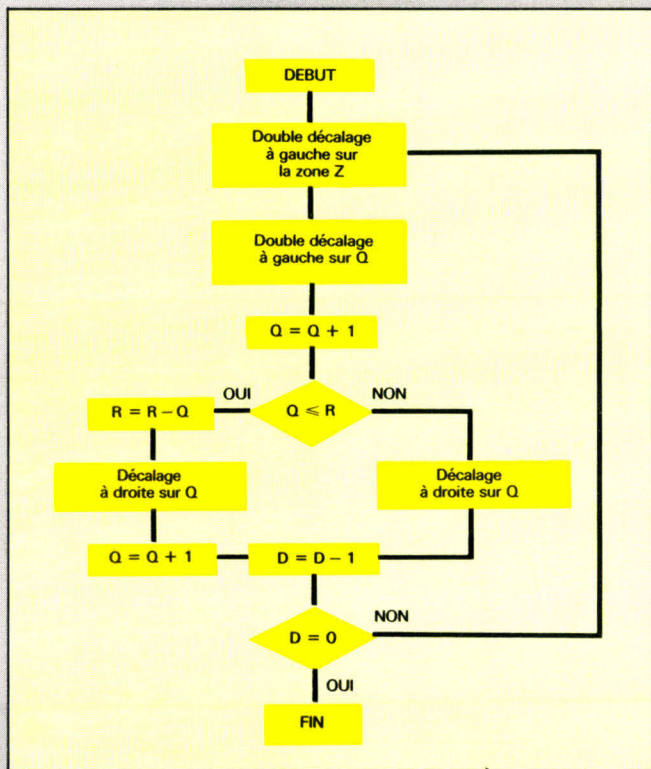 DEBUT
Double décalage
à gauche sur
la zone Z
Double décalage
à gauche sur Q
Q = Q + 1
OUI
NON
R = R – Q
Q ⩽ R
Décalage
à droite sur Q
Décalage
à droite sur Q
Q = Q + 1
D = D – 1
NON
D = 0
OUI
FIN